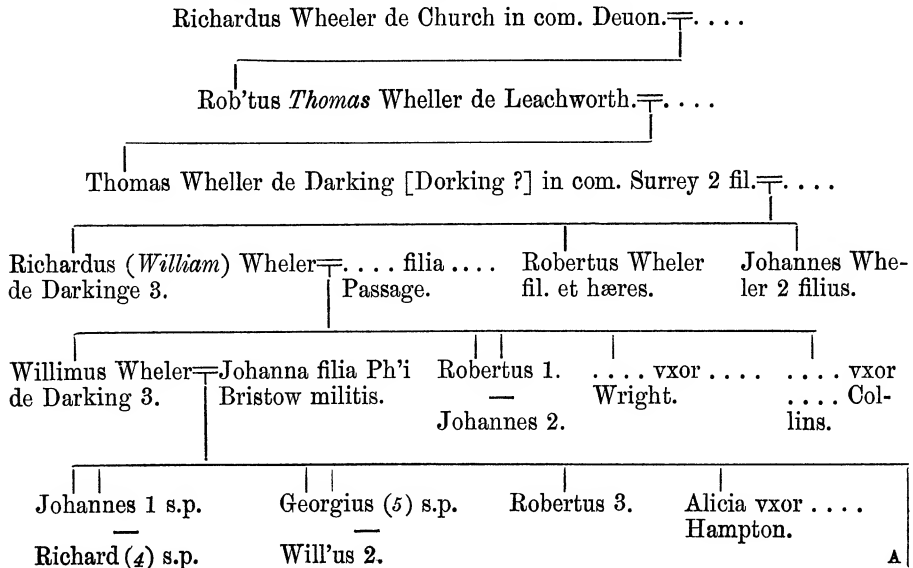 Richardus Wheeler de Church in com. Deuon. . . . .
Rob'tus Thomas Wheller de Leachworth. . . . .
Thomas Wheller de Darking [Dorking ?] in com. Surrey 2 fil. . . . .
Richardus (William) Wheler
de Darkinge 3.
. . . . filia . . . .
Passage.
Robertus Wheler
fil. et hæres.
Johannes Whe-
ler 2 filius.
Willimus Wheler
de Darking 3.
Johanna filia Ph'i
Bristow militis.
Robertus 1.
—
Johannes 2.
. . . . vxor . . . .
Wright.
. . . . vxor
. . . . Col-
lins.
Johannes 1 s.p.
—
Richard (4) s.p.
Georgius (5) s.p.
—
Will'us 2.
Robertus 3.
Alicia vxor . . . .
Hampton.
A